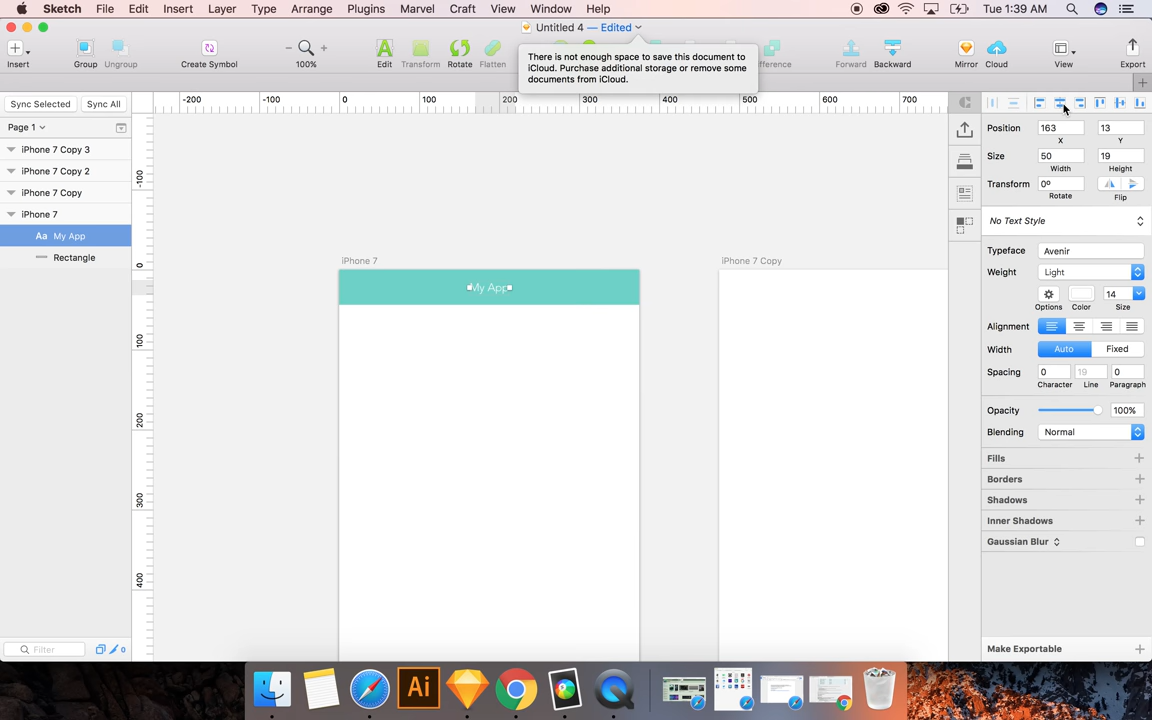 Sketch File Edit Insert Layer Type Arrange Plugins Marvel Craft View Window Help Tue 1:39 AM
Untitled 4 — Edited
Insert Group Ungroup Create Symbol 100% Edit Transform Rotate Flatten Forward Backward Mirror Cloud View Export
There is not enough space to save this document to
iCloud. Purchase additional storage or remove some
documents from iCloud.
Sync Selected Sync All
-200 -100 0 100 200 300 400 500 600 700
Page 1
iPhone 7 Copy 3
iPhone 7 Copy 2
iPhone 7 Copy
iPhone 7
Aa My App
Rectangle
Filter 0
-100
0
100
200
300
400
iPhone 7 iPhone 7 Copy
My App
Position 163 13
X Y
Size 50 19
Width Height
Transform 0º
Rotate Flip
No Text Style
Typeface Avenir
Weight Light
14
Options Color Size
Alignment
Width Auto Fixed
Spacing 0 19 0
Character Line Paragraph
Opacity 100%
Blending Normal
Fills
Borders
Shadows
Inner Shadows
Gaussian Blur
Make Exportable
Ai